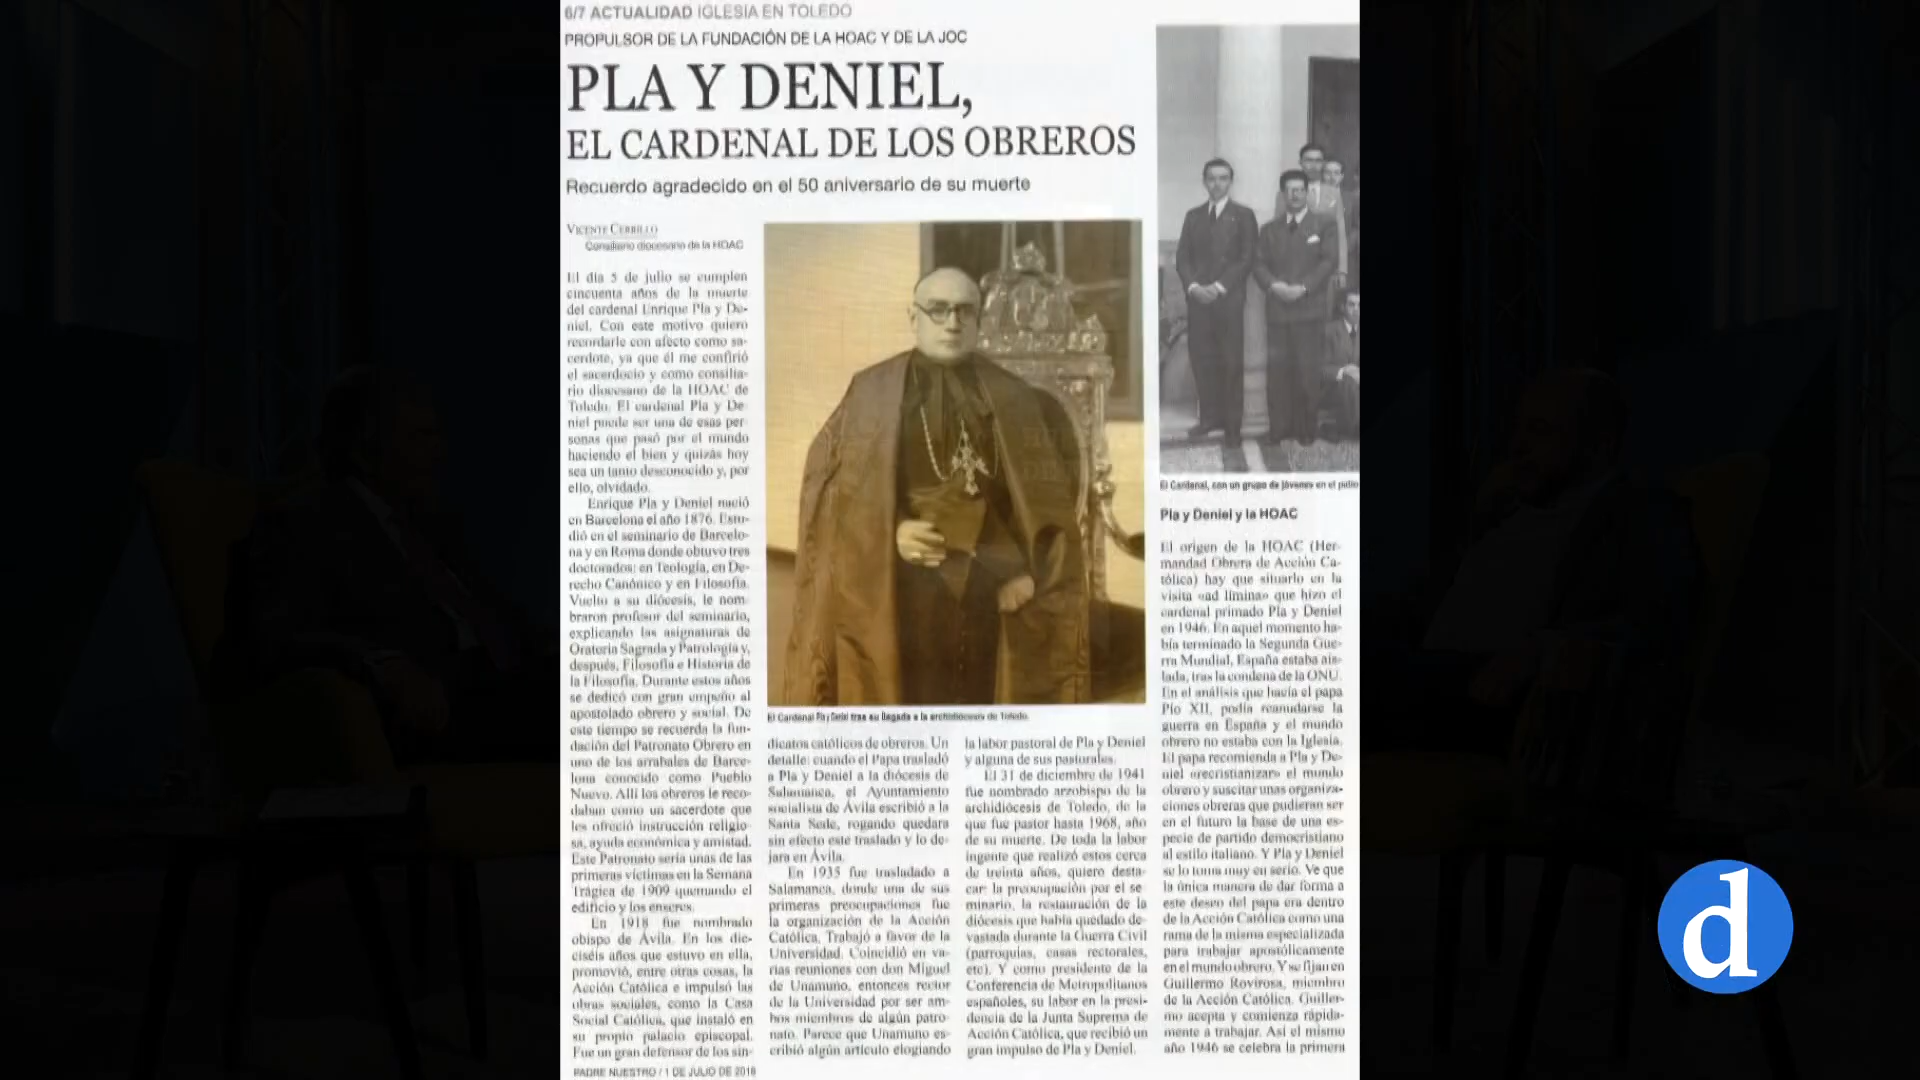 6/7 ACTUALIDAD IGLESIA EN TOLEDO
PROPULSOR DE LA FUNDACIÓN DE LA HOAC Y DE LA JOC
PLA Y DENIEL,
EL CARDENAL DE LOS OBREROS
Recuerdo agradecido en el 50 aniversario de su muerte
VICENTE CERRILLO
Consiliario diocesano de la HOAC
El día 5 de julio se cumplen
cincuenta años de la muerte
del cardenal Enrique Pla y De-
niel. Con este motivo quiero
recordarle con afecto como sa-
cerdote, ya que él me confirió
el sacerdocio y como consilia-
rio diocesano de la HOAC de
Toledo. El cardenal Pla y De
niel puede ser una de esas per
sonas que pasó por el mundo
haciendo el bien y quizás hoy
sea un tanto desconocido y, por
ello, olvidado.
Enrique Pla y Deniel nació
en Barcelona el año 1876. Estu-
dió en el seminario de Barcelo-
na y en Roma donde obtuvo tres
doctorados: en Teología, en De-
recho Canónico y en Filosofía.
Vuelto a su diócesis, le nom-
braron profesor del seminario,
explicando las asignaturas de
Oratoria Sagrada y Patrología y,
después, Filosofía e Historia de
la Filosofía. Durante estos años
se dedicó con gran empeño al
apostolado obrero y social. De
este tiempo se recuerda la fun-
dación del Patronato Obrero en
uno de los arrabales de Barce-
lona conocido como Pueblo
Nuevo. Allí los obreros le reco-
daban como un sacerdote que
les ofreció instrucción religio-
sa, ayuda económica y amistad.
Este Patronato sería unas de las
primeras víctimas en la Semana
Trágica de 1909 quemando el
edificio y los enseres.
En 1918 fue nombrado
obispo de Ávila. En los die-
ciséis años que estuvo en ella,
promovió, entre otras cosas, la
Acción Católica e impulsó las
obras sociales, como la Casa
Social Católica, que instaló en
su propio palacio episcopal.
Fue un gran defensor de los sin-
PADRE NUESTRO / 1 DE JULIO DE 2018
El Cardenal Pla y Deniel tras su llegada a la archidiócesis de Toledo.
dicatos católicos de obreros. Un
detalle: cuando el Papa trasladó
a Pla y Deniel a la diócesis de
Salamanca, el Ayuntamiento
socialista de Ávila escribió a la
Santa Sede, rogando quedara
sin efecto este traslado y lo de-
jara en Ávila.
En 1935 fue trasladado a
Salamanca, donde una de sus
primeras preocupaciones fue
la organización de la Acción
Católica. Trabajó a favor de la
Universidad. Coincidió en va-
rias reuniones con don Miguel
de Unamuno, entonces rector
de la Universidad por ser am-
bos miembros de algún patro-
nato. Parece que Unamuno es-
cribió algún artículo elogiando
la labor pastoral de Pla y Deniel
y alguna de sus pastorales.
El 31 de diciembre de 1941
fue nombrado arzobispo de la
archidiócesis de Toledo, de la
que fue pastor hasta 1968, año
de su muerte. De toda la labor
ingente que realizó estos cerca
de treinta años, quiero desta-
car la preocupación por el se-
minario, la restauración de la
diócesis que había quedado de-
vastada durante la Guerra Civil
(parroquias, casas rectorales,
etc). Y como presidente de la
Conferencia de Metropolitanos
españoles, su labor en la presi-
dencia de la Junta Suprema de
Acción Católica, que recibió un
gran impulso de Pla y Deniel.
El Cardenal, con un grupo de jóvenes en el patio
Pla y Deniel y la HOAC
El origen de la HOAC (Her-
mandad Obrera de Acción Ca-
tólica) hay que situarlo en la
visita «ad limina» que hizo el
cardenal primado Pla y Deniel
en 1946. En aquel momento ha-
bía terminado la Segunda Gue-
rra Mundial, España estaba ais-
lada, tras la condena de la ONU.
En el análisis que hacía el papa
Pío XII, podía reanudarse la
guerra en España y el mundo
obrero no estaba con la Iglesia.
El papa recomienda a Pla y De-
niel «recristianizar» el mundo
obrero y suscitar unas organiza-
ciones obreras que pudieran ser
en el futuro la base de una es-
pecie de partido democristiano
al estilo italiano. Y Pla y Deniel
se lo toma muy en serio. Ve que
la única manera de dar forma a
este deseo del papa era dentro
de la Acción Católica como una
rama de la misma especializada
para trabajar apostólicamente
en el mundo obrero. Y se fijan en
Guillermo Rovirosa, miembro
de la Acción Católica. Guiller-
mo acepta y comienza rápida-
mente a trabajar. Así el mismo
año 1946 se celebra la primera
d